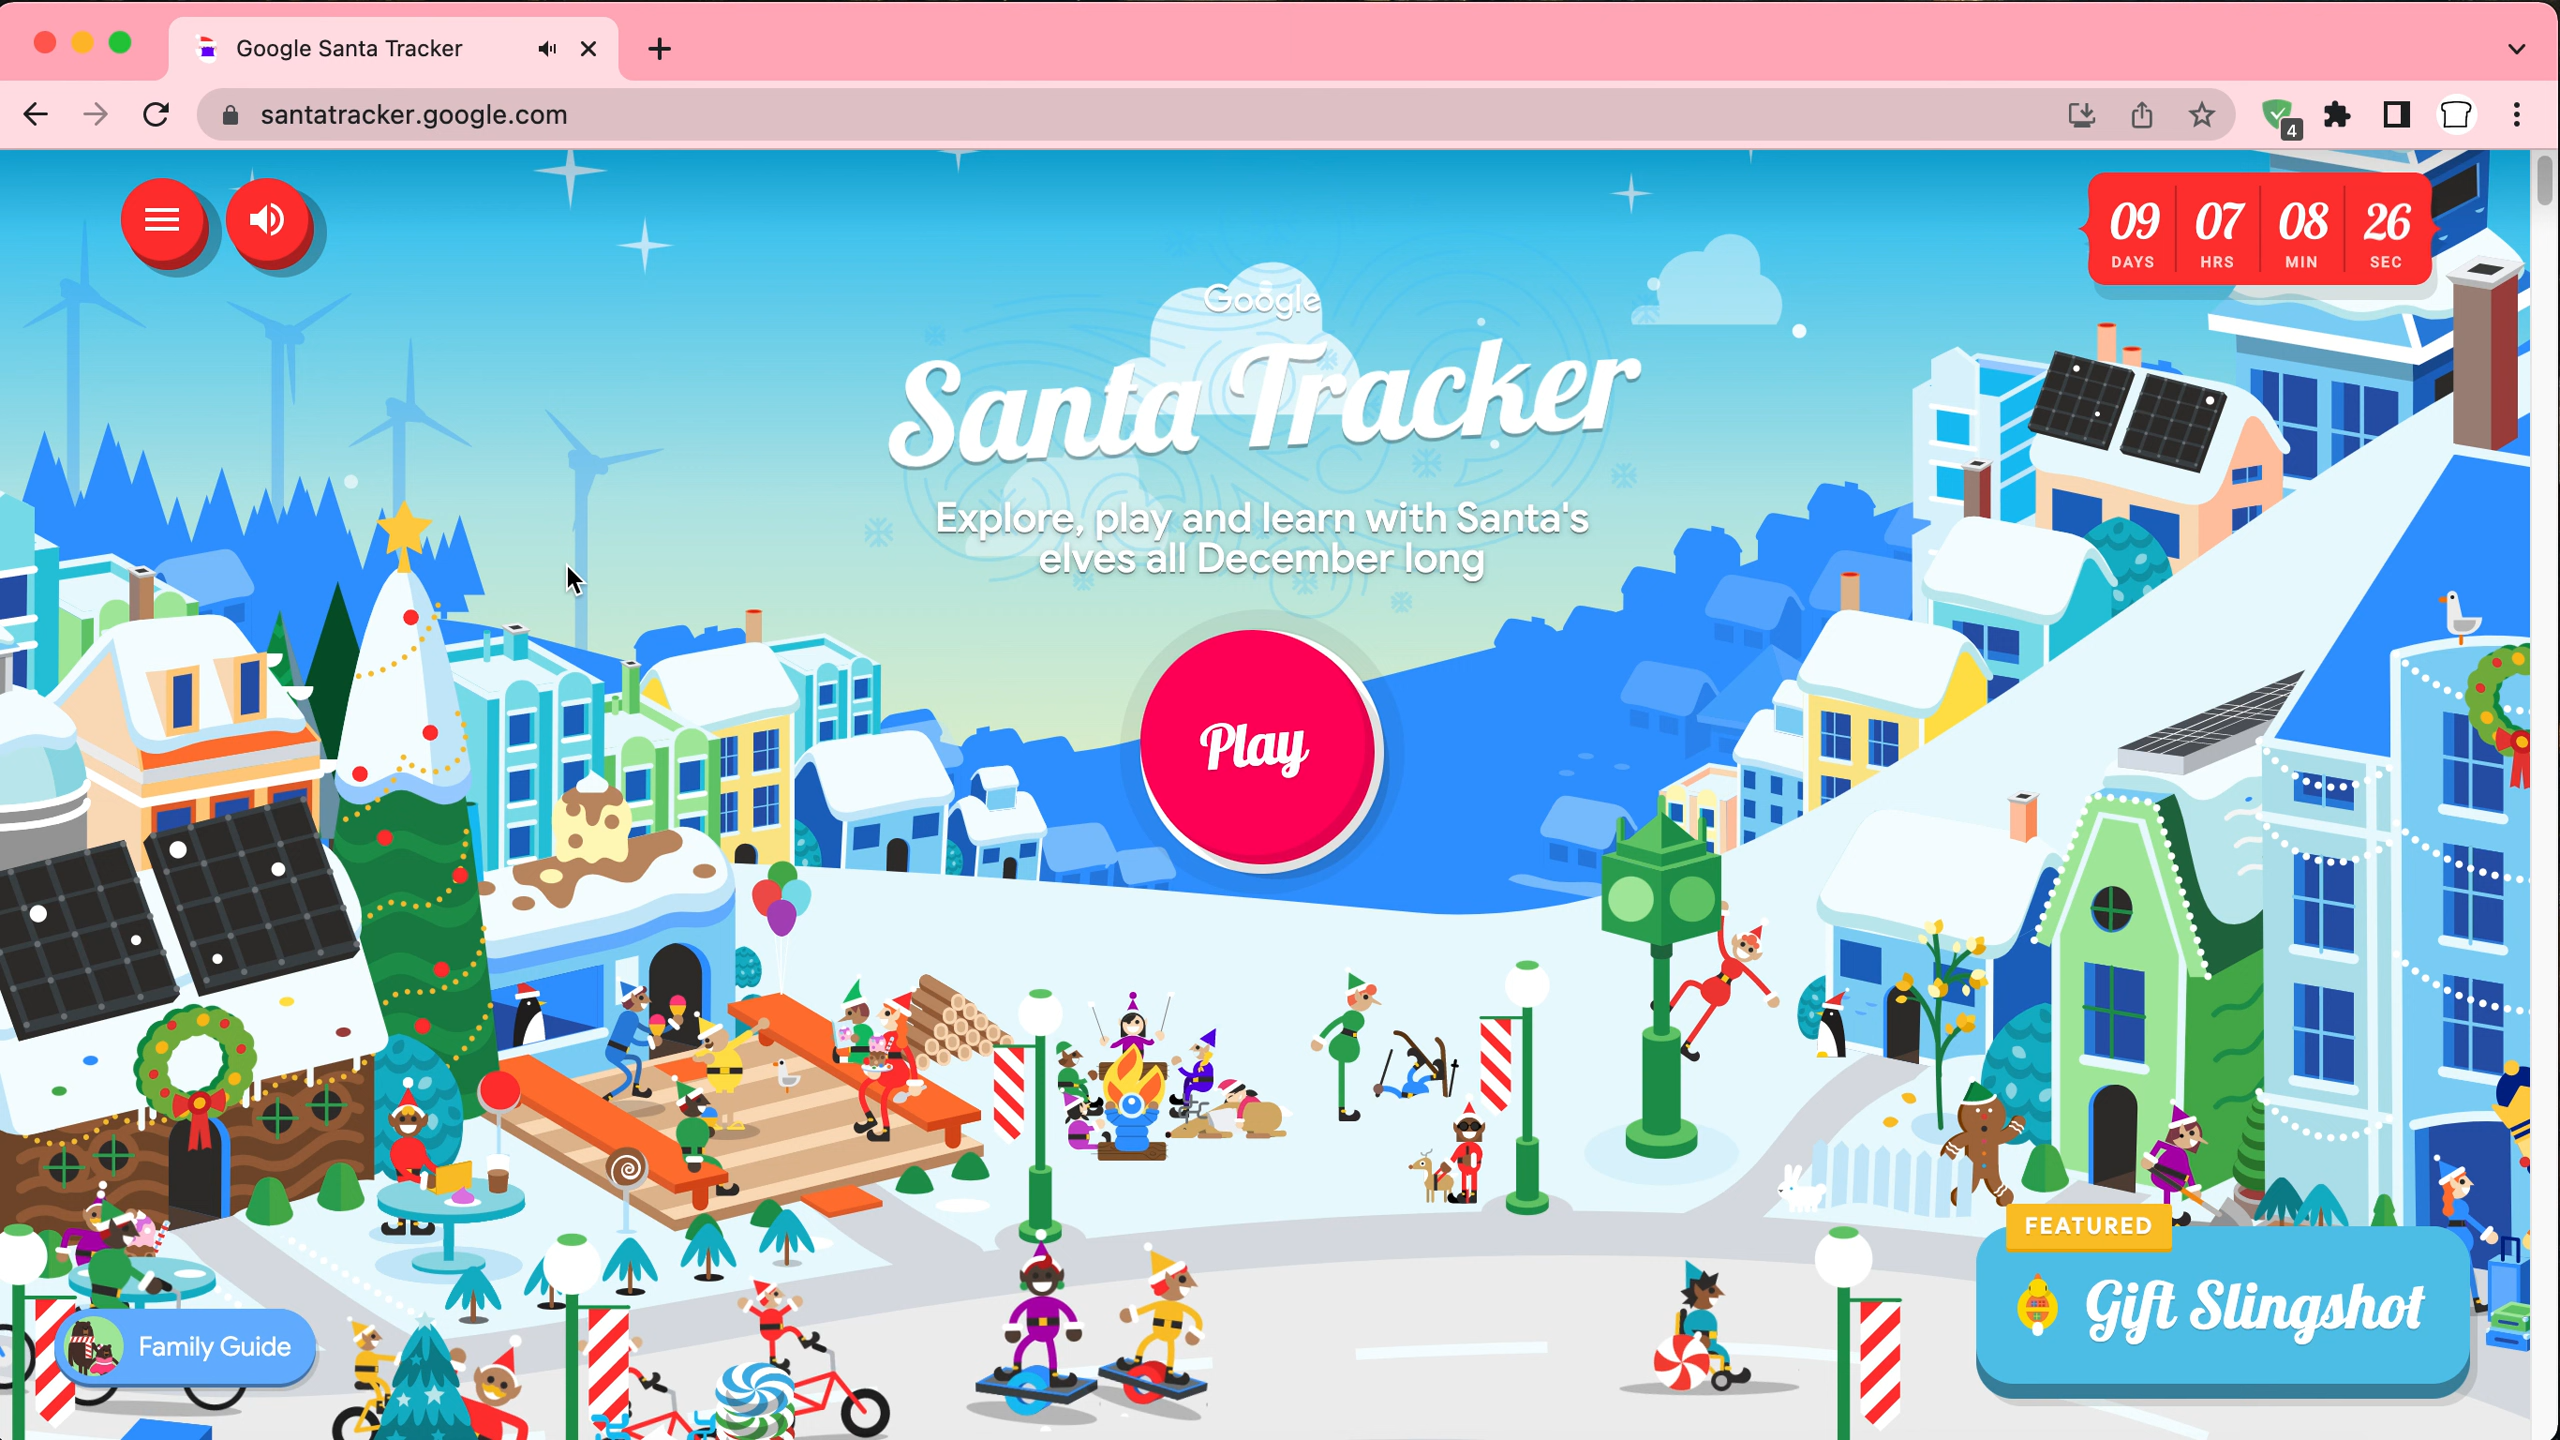 Google Santa Tracker
santatracker.google.com
4
09 07 08 26
DAYS HRS MIN SEC
Google
Santa Tracker
Explore, play and learn with Santa's
elves all December long
Play
FEATURED
Gift Slingshot
Family Guide